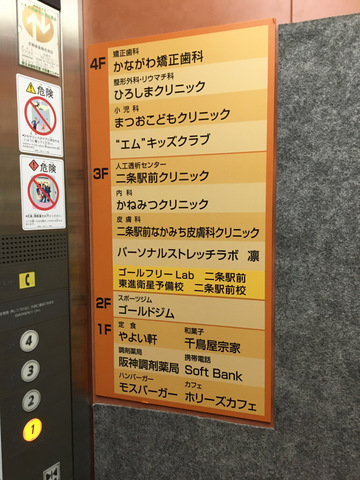 危険
危険
4F
矯正歯科
かながわ矯正歯科
整形外科・リウマチ科
ひろしまクリニック
小児科
まつおこどもクリニック
“エム”キッズクラブ
3F
人工透析センター
二条駅前クリニック
内科
かねみつクリニック
皮膚科
二条駅前なかみち皮膚科クリニック
パーソナルストレッチラボ 凛
ゴールフリーLab 二条駅前
東進衛星予備校 二条駅前校
2F
スポーツジム
ゴールドジム
1F
定食 和菓子
やよい軒 千鳥屋宗家
調剤薬局 携帯電話
阪神調剤薬局 Soft Bank
ハンバーガー カフェ
モスバーガー ホリーズカフェ
4
3
2
1